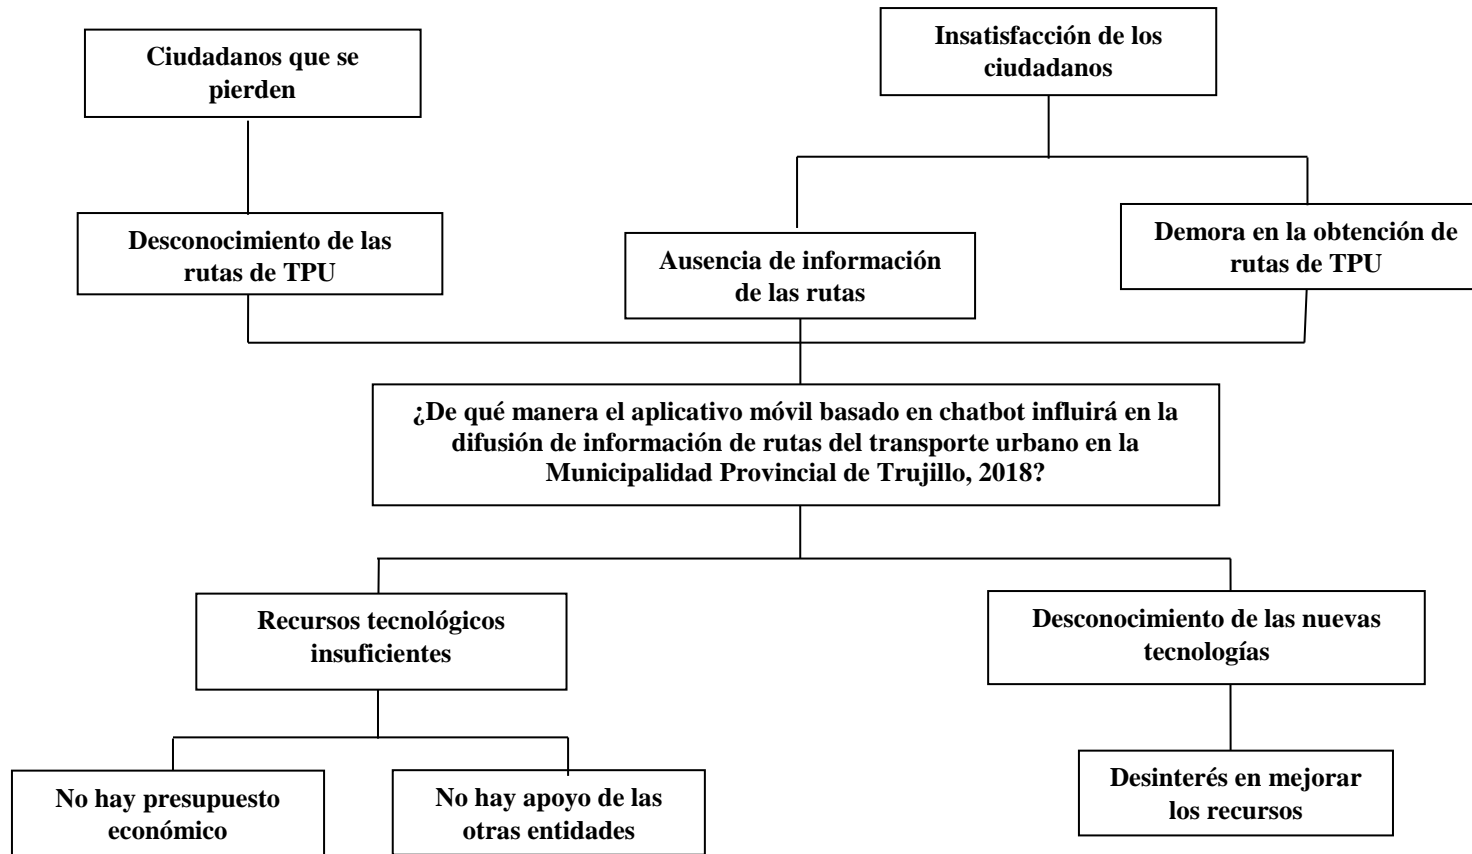 Ciudadanos que se
pierden
Insatisfacción de los
ciudadanos
Desconocimiento de las
rutas de TPU
Ausencia de información
de las rutas
Demora en la obtención de
rutas de TPU
¿De qué manera el aplicativo móvil basado en chatbot influirá en la
difusión de información de rutas del transporte urbano en la
Municipalidad Provincial de Trujillo, 2018?
Recursos tecnológicos
insuficientes
Desconocimiento de las nuevas
tecnologías
No hay presupuesto
económico
No hay apoyo de las
otras entidades
Desinterés en mejorar
los recursos